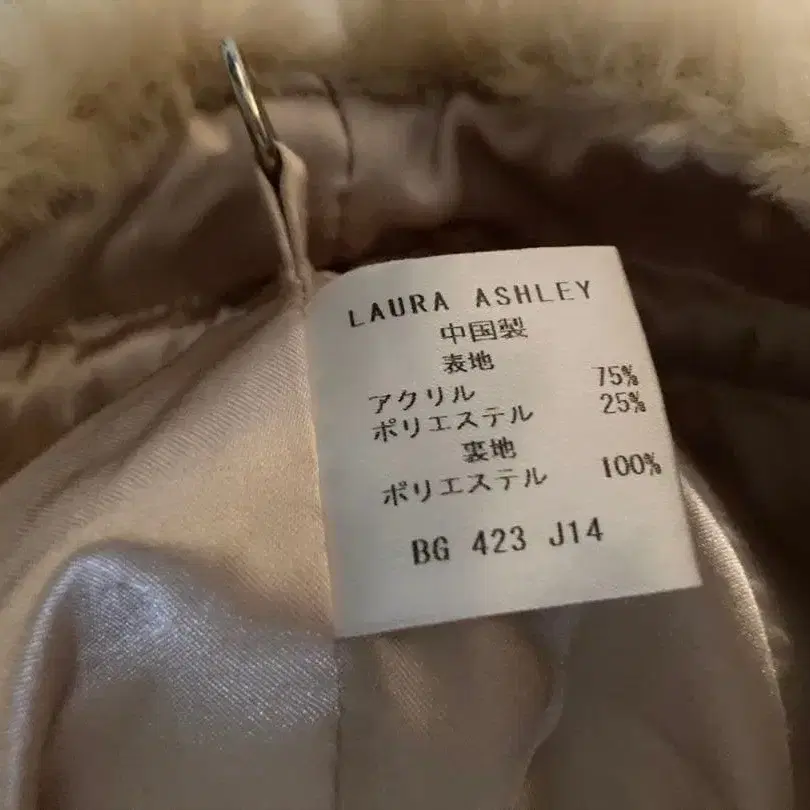 LAURA ASHLEY
中国製
表地
アクリル 75%
ポリエステル 25%
裏地
ポリエステル 100%
BG 423 J14